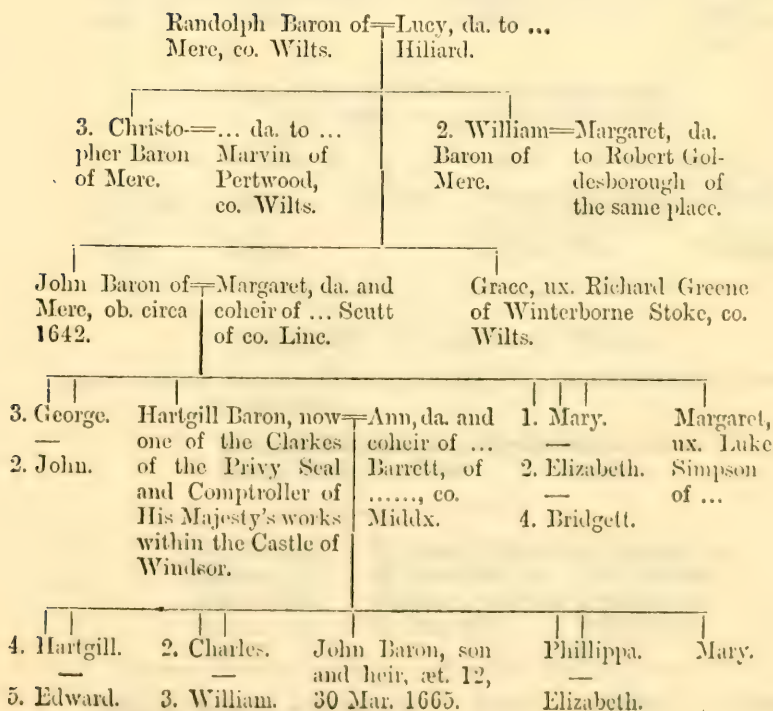 Randolph Baron of Lucy, da. to ...
Mere, co. Wilts. Hiliard.
3. Christo- ... da. to ...
pher Baron Marvin of
of Mere. Pertwood,
co. Wilts.
2. William Margaret, da.
Baron of to Robert Gol-
Mere. desborough of
the same place.
John Baron of Margaret, da. and
Mere, ob. circa coheir of ... Scutt
1642. of co. Linc.
Grace, ux. Richard Greene
of Winterborne Stoke, co.
Wilts.
3. George.
—
2. John.
Hartgill Baron, now
one of the Clarkes
of the Privy Seal
and Comptroller of
His Majesty's works
within the Castle of
Windsor.
Ann, da. and
coheir of ...
Barrett, of
......, co.
Middx.
1. Mary.
—
2. Elizabeth.
—
4. Bridgett.
Margaret,
ux. Luke
Simpson
of ...
4. Hartgill.
—
5. Edward.
2. Charles.
—
3. William.
John Baron, son
and heir, æt. 12,
30 Mar. 1665.
Phillippa.
—
Elizabeth.
Mary.